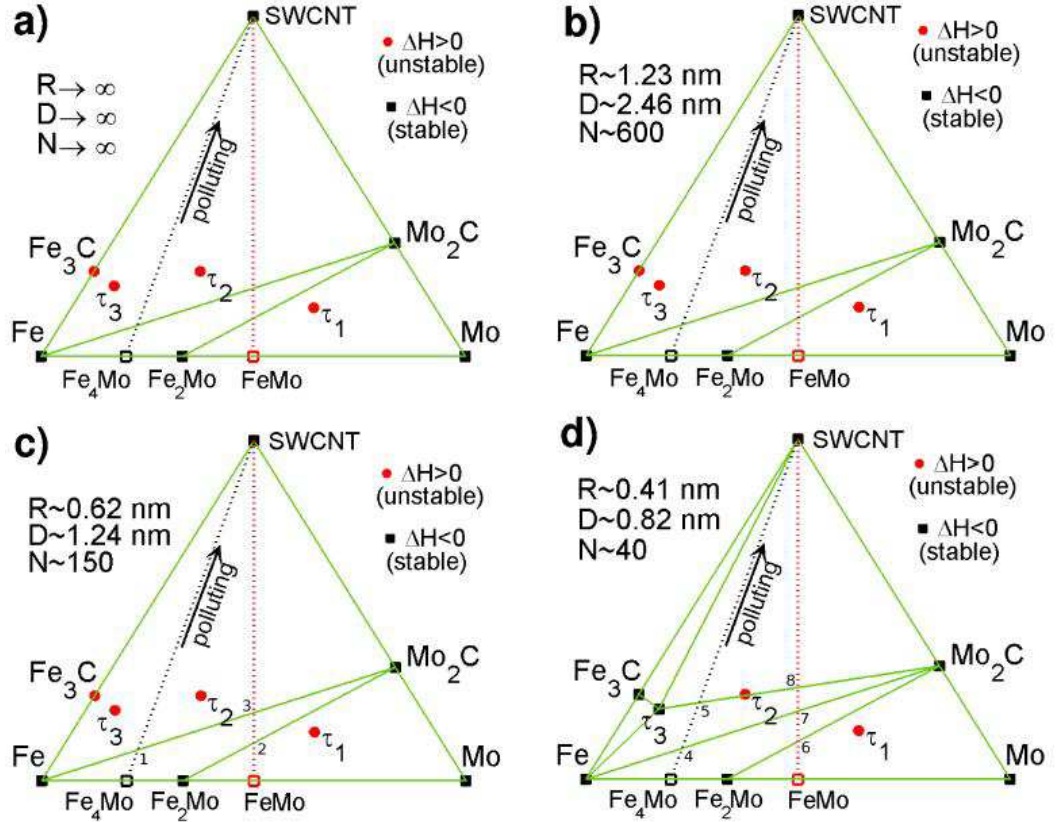 a)
SWCNT
ΔH>0
(unstable)
ΔH<0
(stable)
R→ ∞
D→ ∞
N→ ∞
polluting
Fe3C
τ3
τ2
τ1
Mo2C
Fe
Mo
Fe4Mo
Fe2Mo
FeMo
b)
SWCNT
ΔH>0
(unstable)
ΔH<0
(stable)
R~1.23 nm
D~2.46 nm
N~600
polluting
Fe3C
τ3
τ2
τ1
Mo2C
Fe
Mo
Fe4Mo
Fe2Mo
FeMo
c)
SWCNT
ΔH>0
(unstable)
ΔH<0
(stable)
R~0.62 nm
D~1.24 nm
N~150
polluting
Fe3C
τ3
τ2
3
τ1
Mo2C
Fe
1
2
Mo
Fe4Mo
Fe2Mo
FeMo
d)
SWCNT
ΔH>0
(unstable)
ΔH<0
(stable)
R~0.41 nm
D~0.82 nm
N~40
polluting
Fe3C
τ3
5
τ2
8
7
τ1
Mo2C
Fe
4
6
Mo
Fe4Mo
Fe2Mo
FeMo